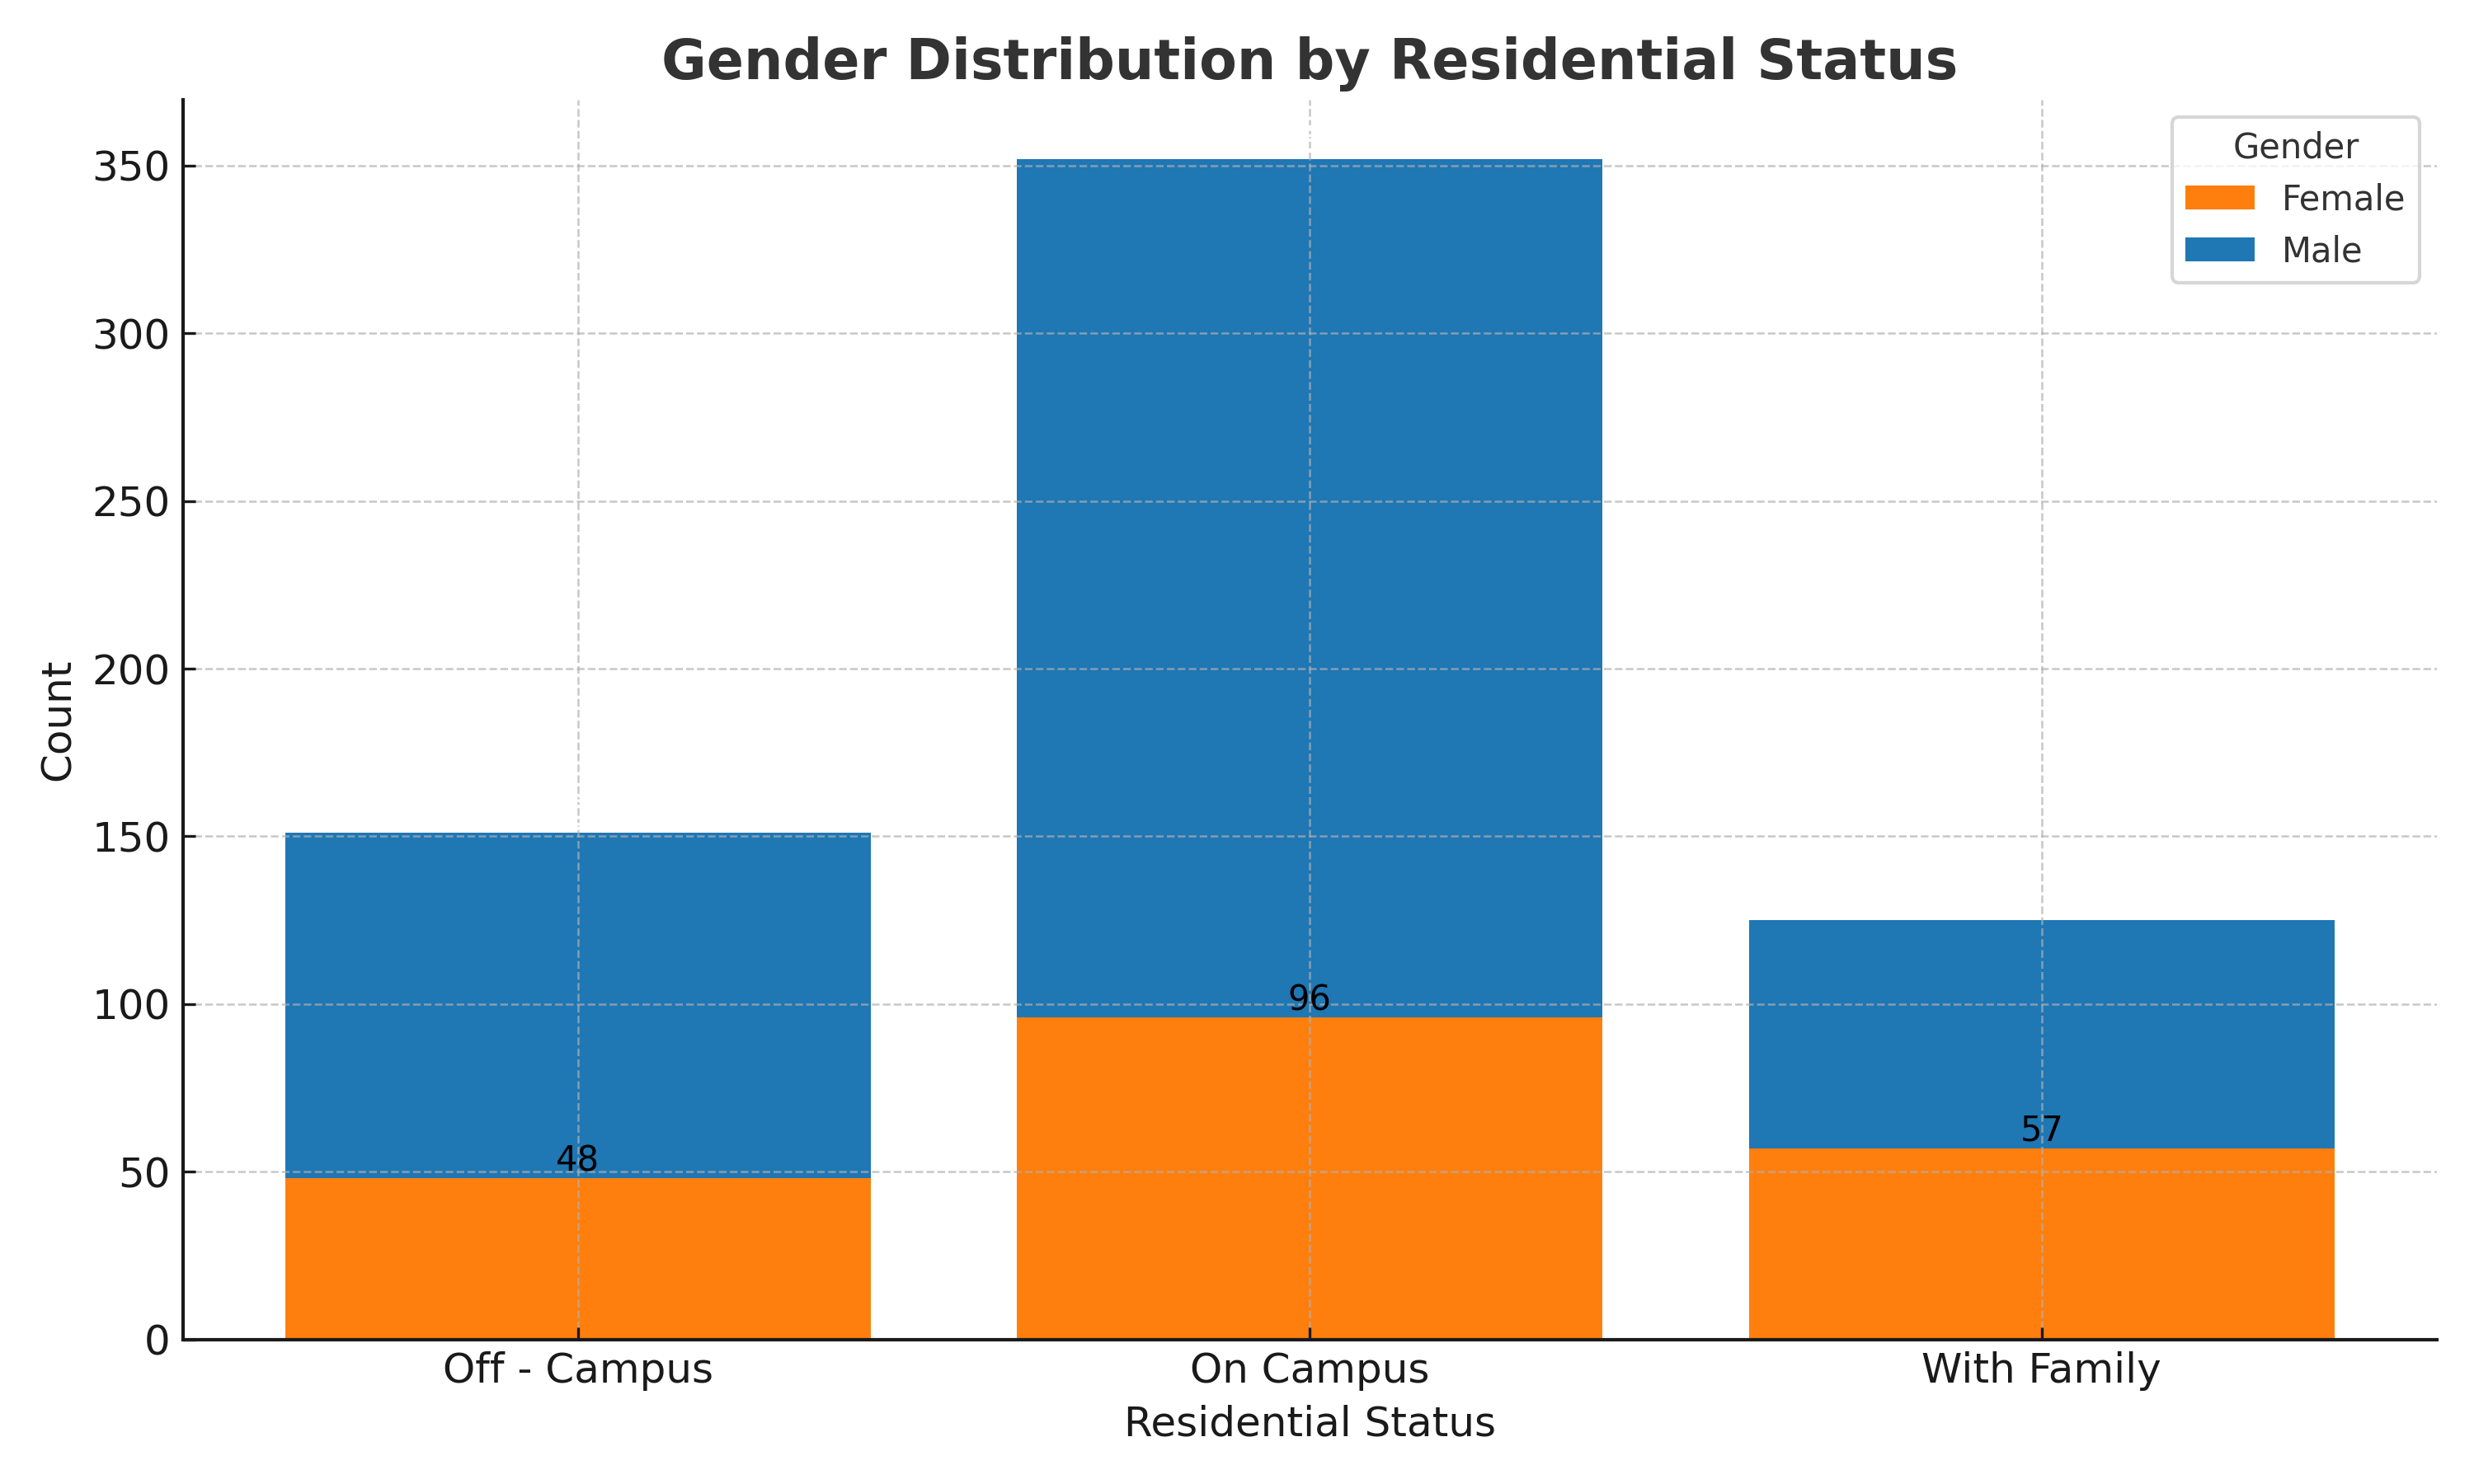 Gender Distribution by Residential Status
Gender
Female
Male
350
300
250
200
150
100
50
0
Count
96
57
48
Off - Campus
On Campus
With Family
Residential Status